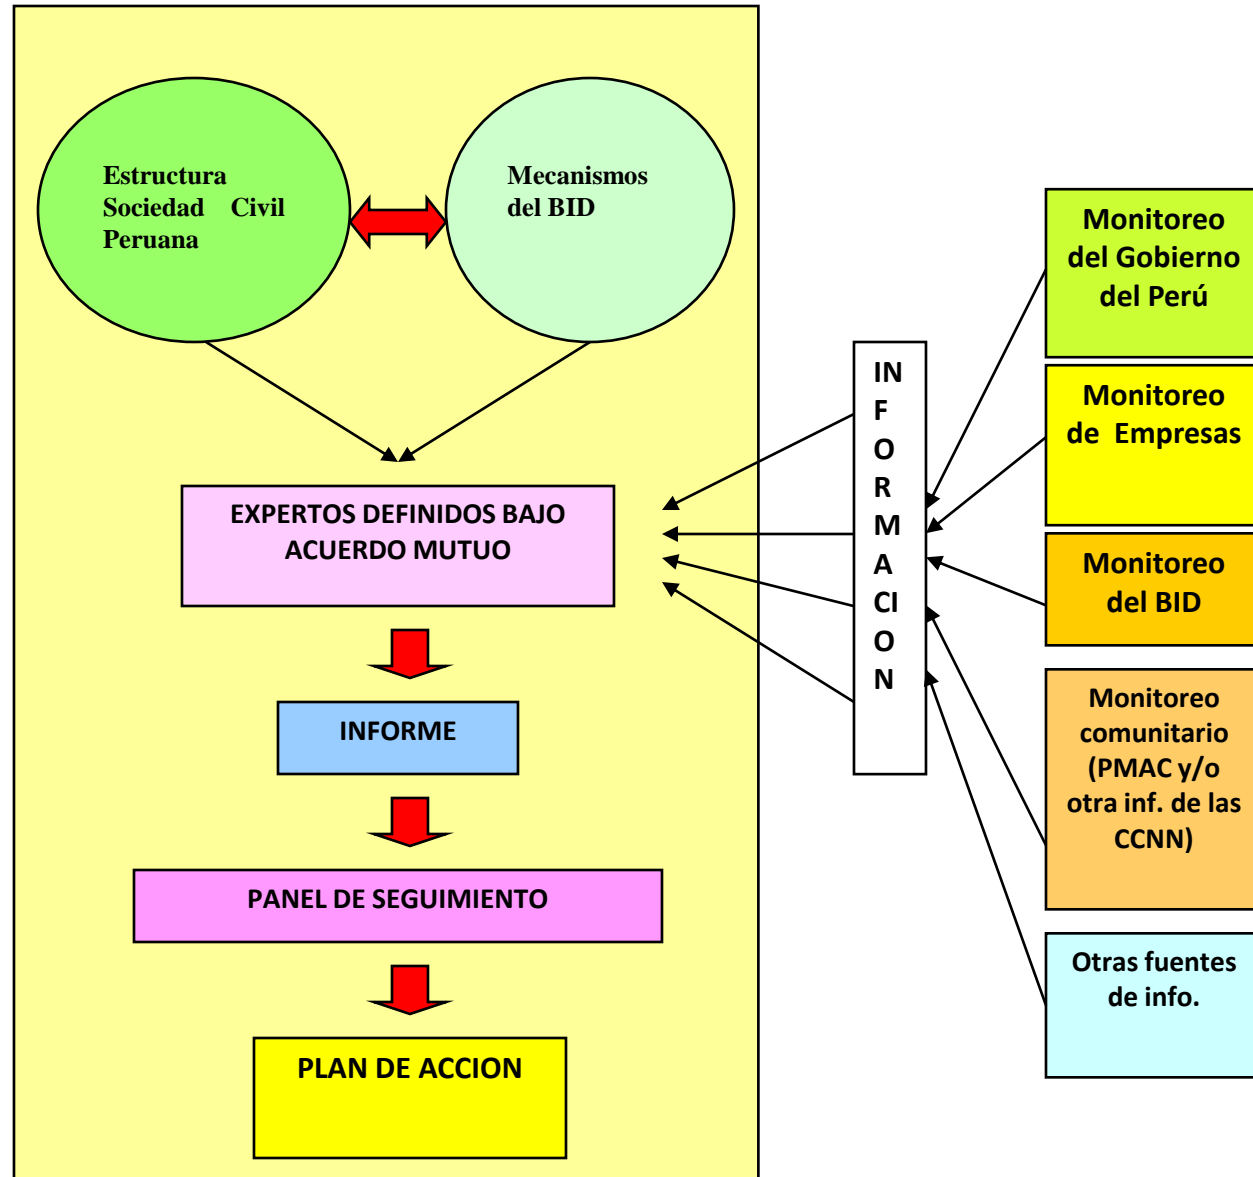 Estructura
Sociedad Civil
Peruana
Mecanismos
del BID
EXPERTOS DEFINIDOS BAJO
ACUERDO MUTUO
INFORME
PANEL DE SEGUIMIENTO
PLAN DE ACCION
IN
F
O
R
M
A
CI
O
N
Monitoreo
del Gobierno
del Perú
Monitoreo
de Empresas
Monitoreo
del BID
Monitoreo
comunitario
(PMAC y/o
otra inf. de las
CCNN)
Otras fuentes
de info.